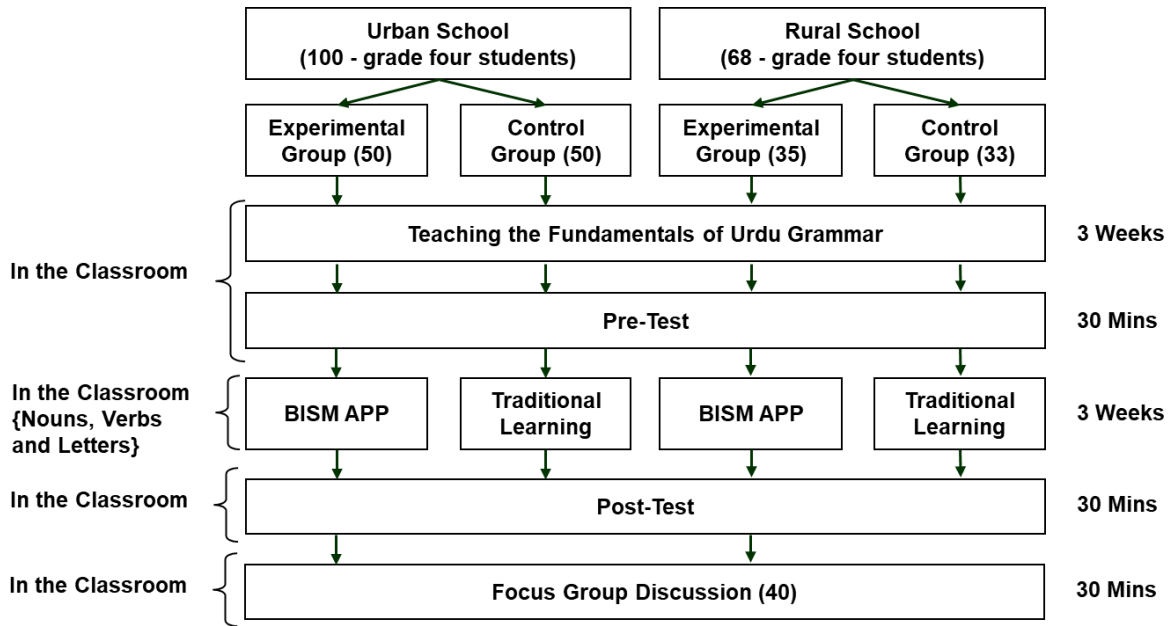 Urban School
(100 - grade four students)
Rural School
(68 - grade four students)
Experimental
Group (50)
Control
Group (50)
Experimental
Group (35)
Control
Group (33)
In the Classroom
Teaching the Fundamentals of Urdu Grammar
3 Weeks
Pre-Test
30 Mins
In the Classroom
{Nouns, Verbs
and Letters}
BISM APP
Traditional
Learning
BISM APP
Traditional
Learning
3 Weeks
In the Classroom
Post-Test
30 Mins
In the Classroom
Focus Group Discussion (40)
30 Mins